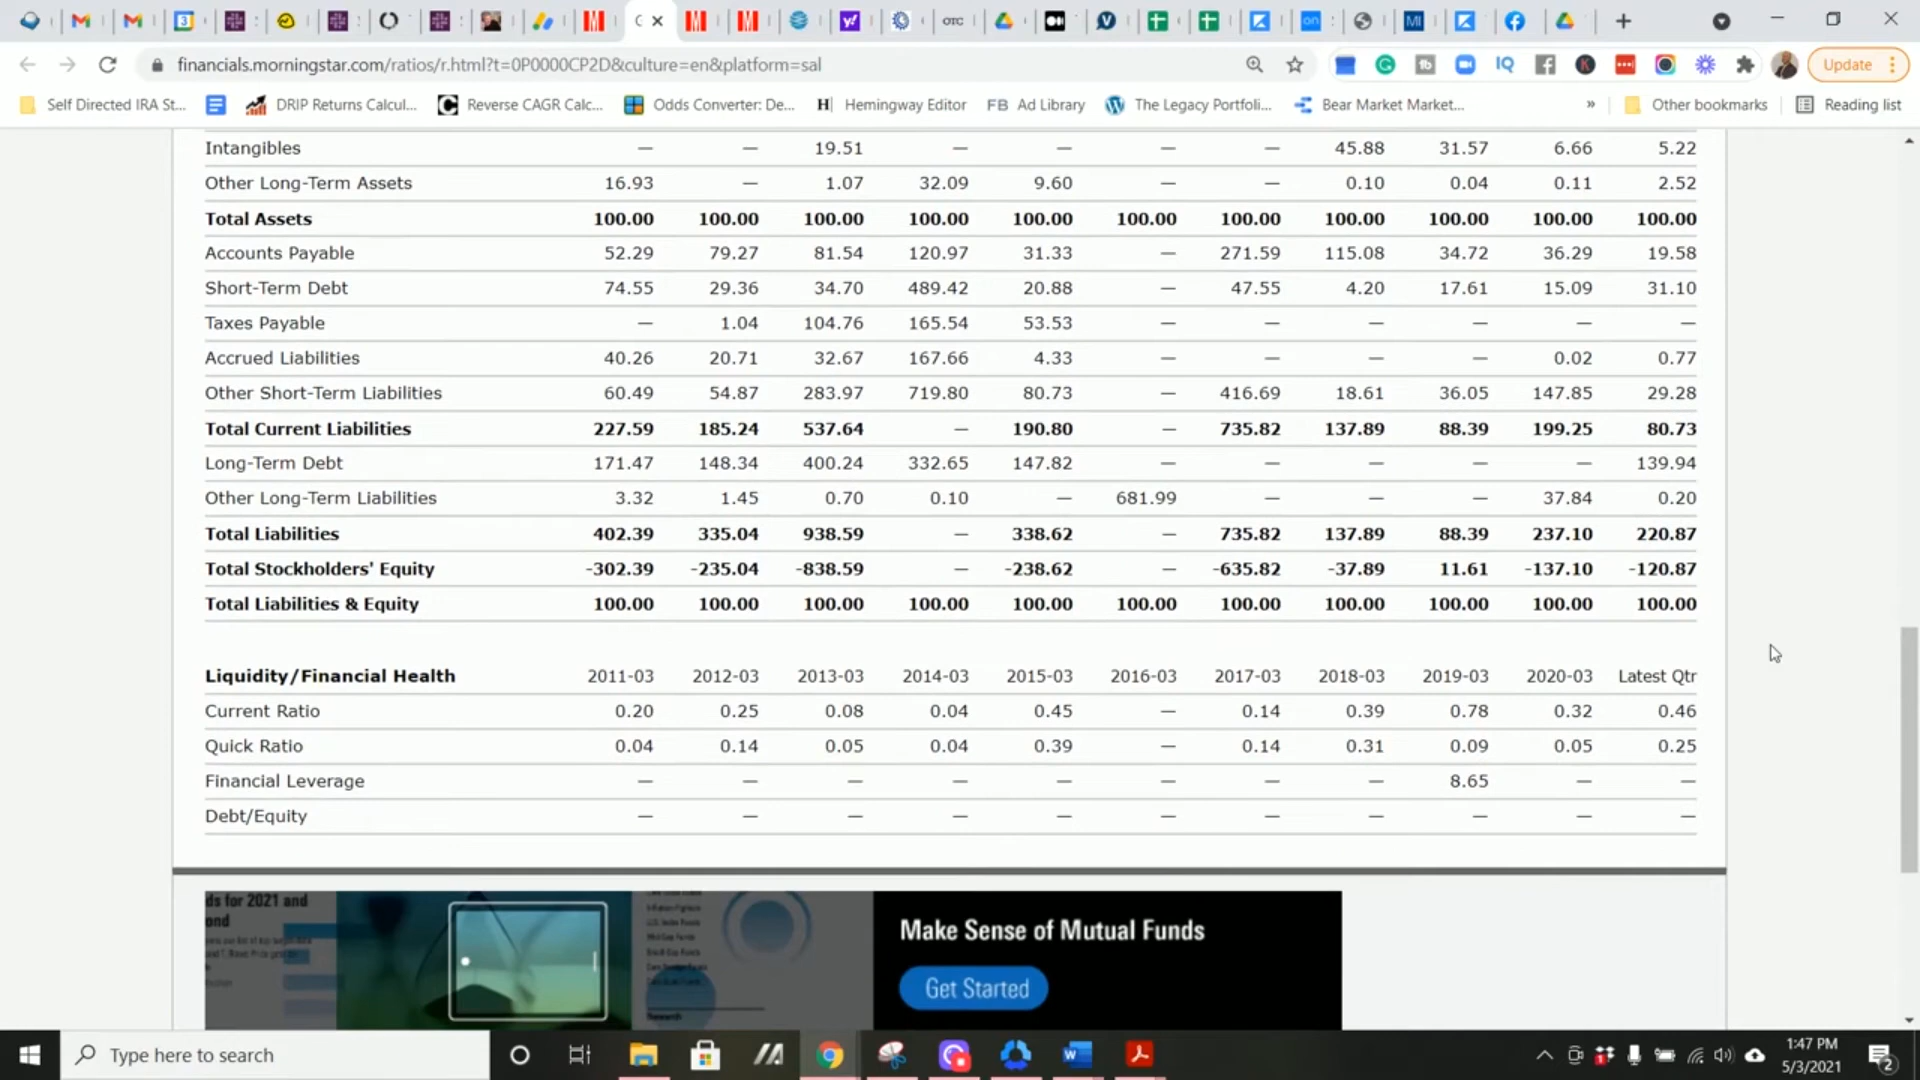 financials.morningstar.com/ratios/r.html?t=0P0000CP2D&culture=en&platform=sal
Update
Self Directed IRA St... DRIP Returns Calcul... Reverse CAGR Calc... Odds Converter: De... Hemingway Editor FB Ad Library The Legacy Portfoli... Bear Market Market... » Other bookmarks Reading list
Intangibles — — 19.51 — — — — 45.88 31.57 6.66 5.22
Other Long-Term Assets 16.93 — 1.07 32.09 9.60 — — 0.10 0.04 0.11 2.52
Total Assets 100.00 100.00 100.00 100.00 100.00 100.00 100.00 100.00 100.00 100.00 100.00
Accounts Payable 52.29 79.27 81.54 120.97 31.33 — 271.59 115.08 34.72 36.29 19.58
Short-Term Debt 74.55 29.36 34.70 489.42 20.88 — 47.55 4.20 17.61 15.09 31.10
Taxes Payable — 1.04 104.76 165.54 53.53 — — — — — —
Accrued Liabilities 40.26 20.71 32.67 167.66 4.33 — — — — 0.02 0.77
Other Short-Term Liabilities 60.49 54.87 283.97 719.80 80.73 — 416.69 18.61 36.05 147.85 29.28
Total Current Liabilities 227.59 185.24 537.64 — 190.80 — 735.82 137.89 88.39 199.25 80.73
Long-Term Debt 171.47 148.34 400.24 332.65 147.82 — — — — — 139.94
Other Long-Term Liabilities 3.32 1.45 0.70 0.10 — 681.99 — — — 37.84 0.20
Total Liabilities 402.39 335.04 938.59 — 338.62 — 735.82 137.89 88.39 237.10 220.87
Total Stockholders' Equity -302.39 -235.04 -838.59 — -238.62 — -635.82 -37.89 11.61 -137.10 -120.87
Total Liabilities & Equity 100.00 100.00 100.00 100.00 100.00 100.00 100.00 100.00 100.00 100.00 100.00
Liquidity/Financial Health 2011-03 2012-03 2013-03 2014-03 2015-03 2016-03 2017-03 2018-03 2019-03 2020-03 Latest Qtr
Current Ratio 0.20 0.25 0.08 0.04 0.45 — 0.14 0.39 0.78 0.32 0.46
Quick Ratio 0.04 0.14 0.05 0.04 0.39 — 0.14 0.31 0.09 0.05 0.25
Financial Leverage — — — — — — — — 8.65 — —
Debt/Equity — — — — — — — — — — —
ds for 2021 and
ond
Make Sense of Mutual Funds
Get Started
Research
Type here to search
1:47 PM
5/3/2021
2